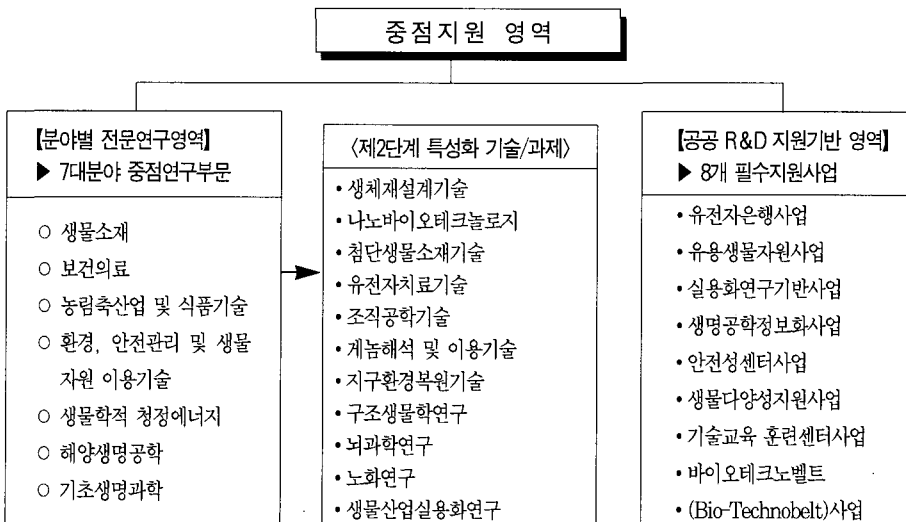 중점지원 영역
【분야별 전문연구영역】
▶ 7대분야 중점연구부문
○ 생물소재
○ 보건의료
○ 농림축산업 및 식품기술
○ 환경, 안전관리 및 생물
자원 이용기술
○ 생물학적 청정에너지
○ 해양생명공학
○ 기초생명과학
〈제2단계 특성화 기술/과제〉
• 생체재설계기술
• 나노바이오테크놀로지
• 첨단생물소재기술
• 유전자치료기술
• 조직공학기술
• 게놈해석 및 이용기술
• 지구환경복원기술
• 구조생물학연구
• 뇌과학연구
• 노화연구
• 생물산업실용화연구
【공공 R&D 지원기반 영역】
▶ 8개 필수지원사업
• 유전자은행사업
• 유용생물자원사업
• 실용화연구기반사업
• 생명공학정보화사업
• 안전성센터사업
• 생물다양성지원사업
• 기술교육 훈련센터사업
• 바이오테크노벨트
• (Bio-Technobelt)사업